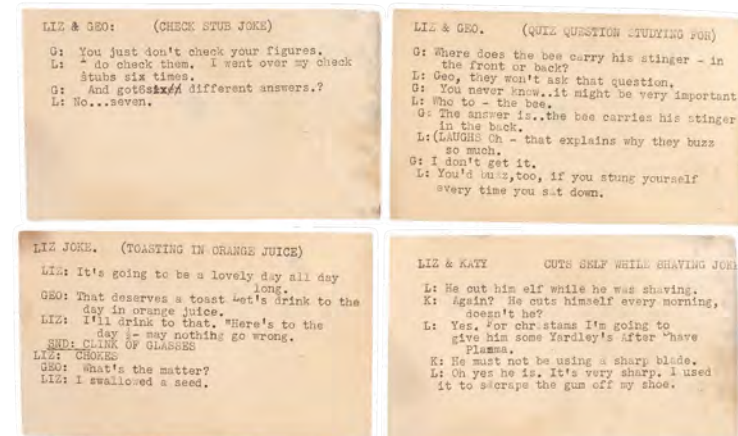 LIZ & GEO:     (CHECK STUB JOKE)
G:  You just don't check your figures.
L:  do check them.  I went over my check
stubs six times.
G:   And got6six// different answers.?
L: No...seven.
LIZ & GEO.     (QUIZ QUESTION STUDYING FOR)
G: Where does the bee carry his stinger - in
the front or back?
L: Geo, they won't ask that question.
G:  You never know..it might be very important
L: Who to - the bee.
G: The answer is..the bee carries his stinger
in the back.
L:(LAUGHS Oh - that explains why they buzz
so much.
G: I don't get it.
L: You'd buzz,too, if you stung yourself
every time you sat down.
LIZ JOKE.   (TOASTING IN ORANGE JUICE)
LIZ: It's going to be a lovely day all day
long.
GEO: That deserves a toast Let's drink to the
day in orange juice.
LIZ:  I'll drink to that. "Here's to the
day - may nothing go wrong.
SND: CLINK OF GLASSES
LIZ:  CHOKES
GEO: What's the matter?
LIZ: I swallowed a seed.
LIZ & KATY     CUTS SELF WHILE SHAVING JOKE
L: He cut him elf while he was shaving.
K:  Again?  He cuts himself every morning,
doesn't he?
L:  Yes. For christams I'm going to
give him some Yardley's After Shave
Plasma.
K: He must not be using a sharp blade.
L: Oh yes he is. It's very sharp. I used
it to scrape the gum off my shoe.